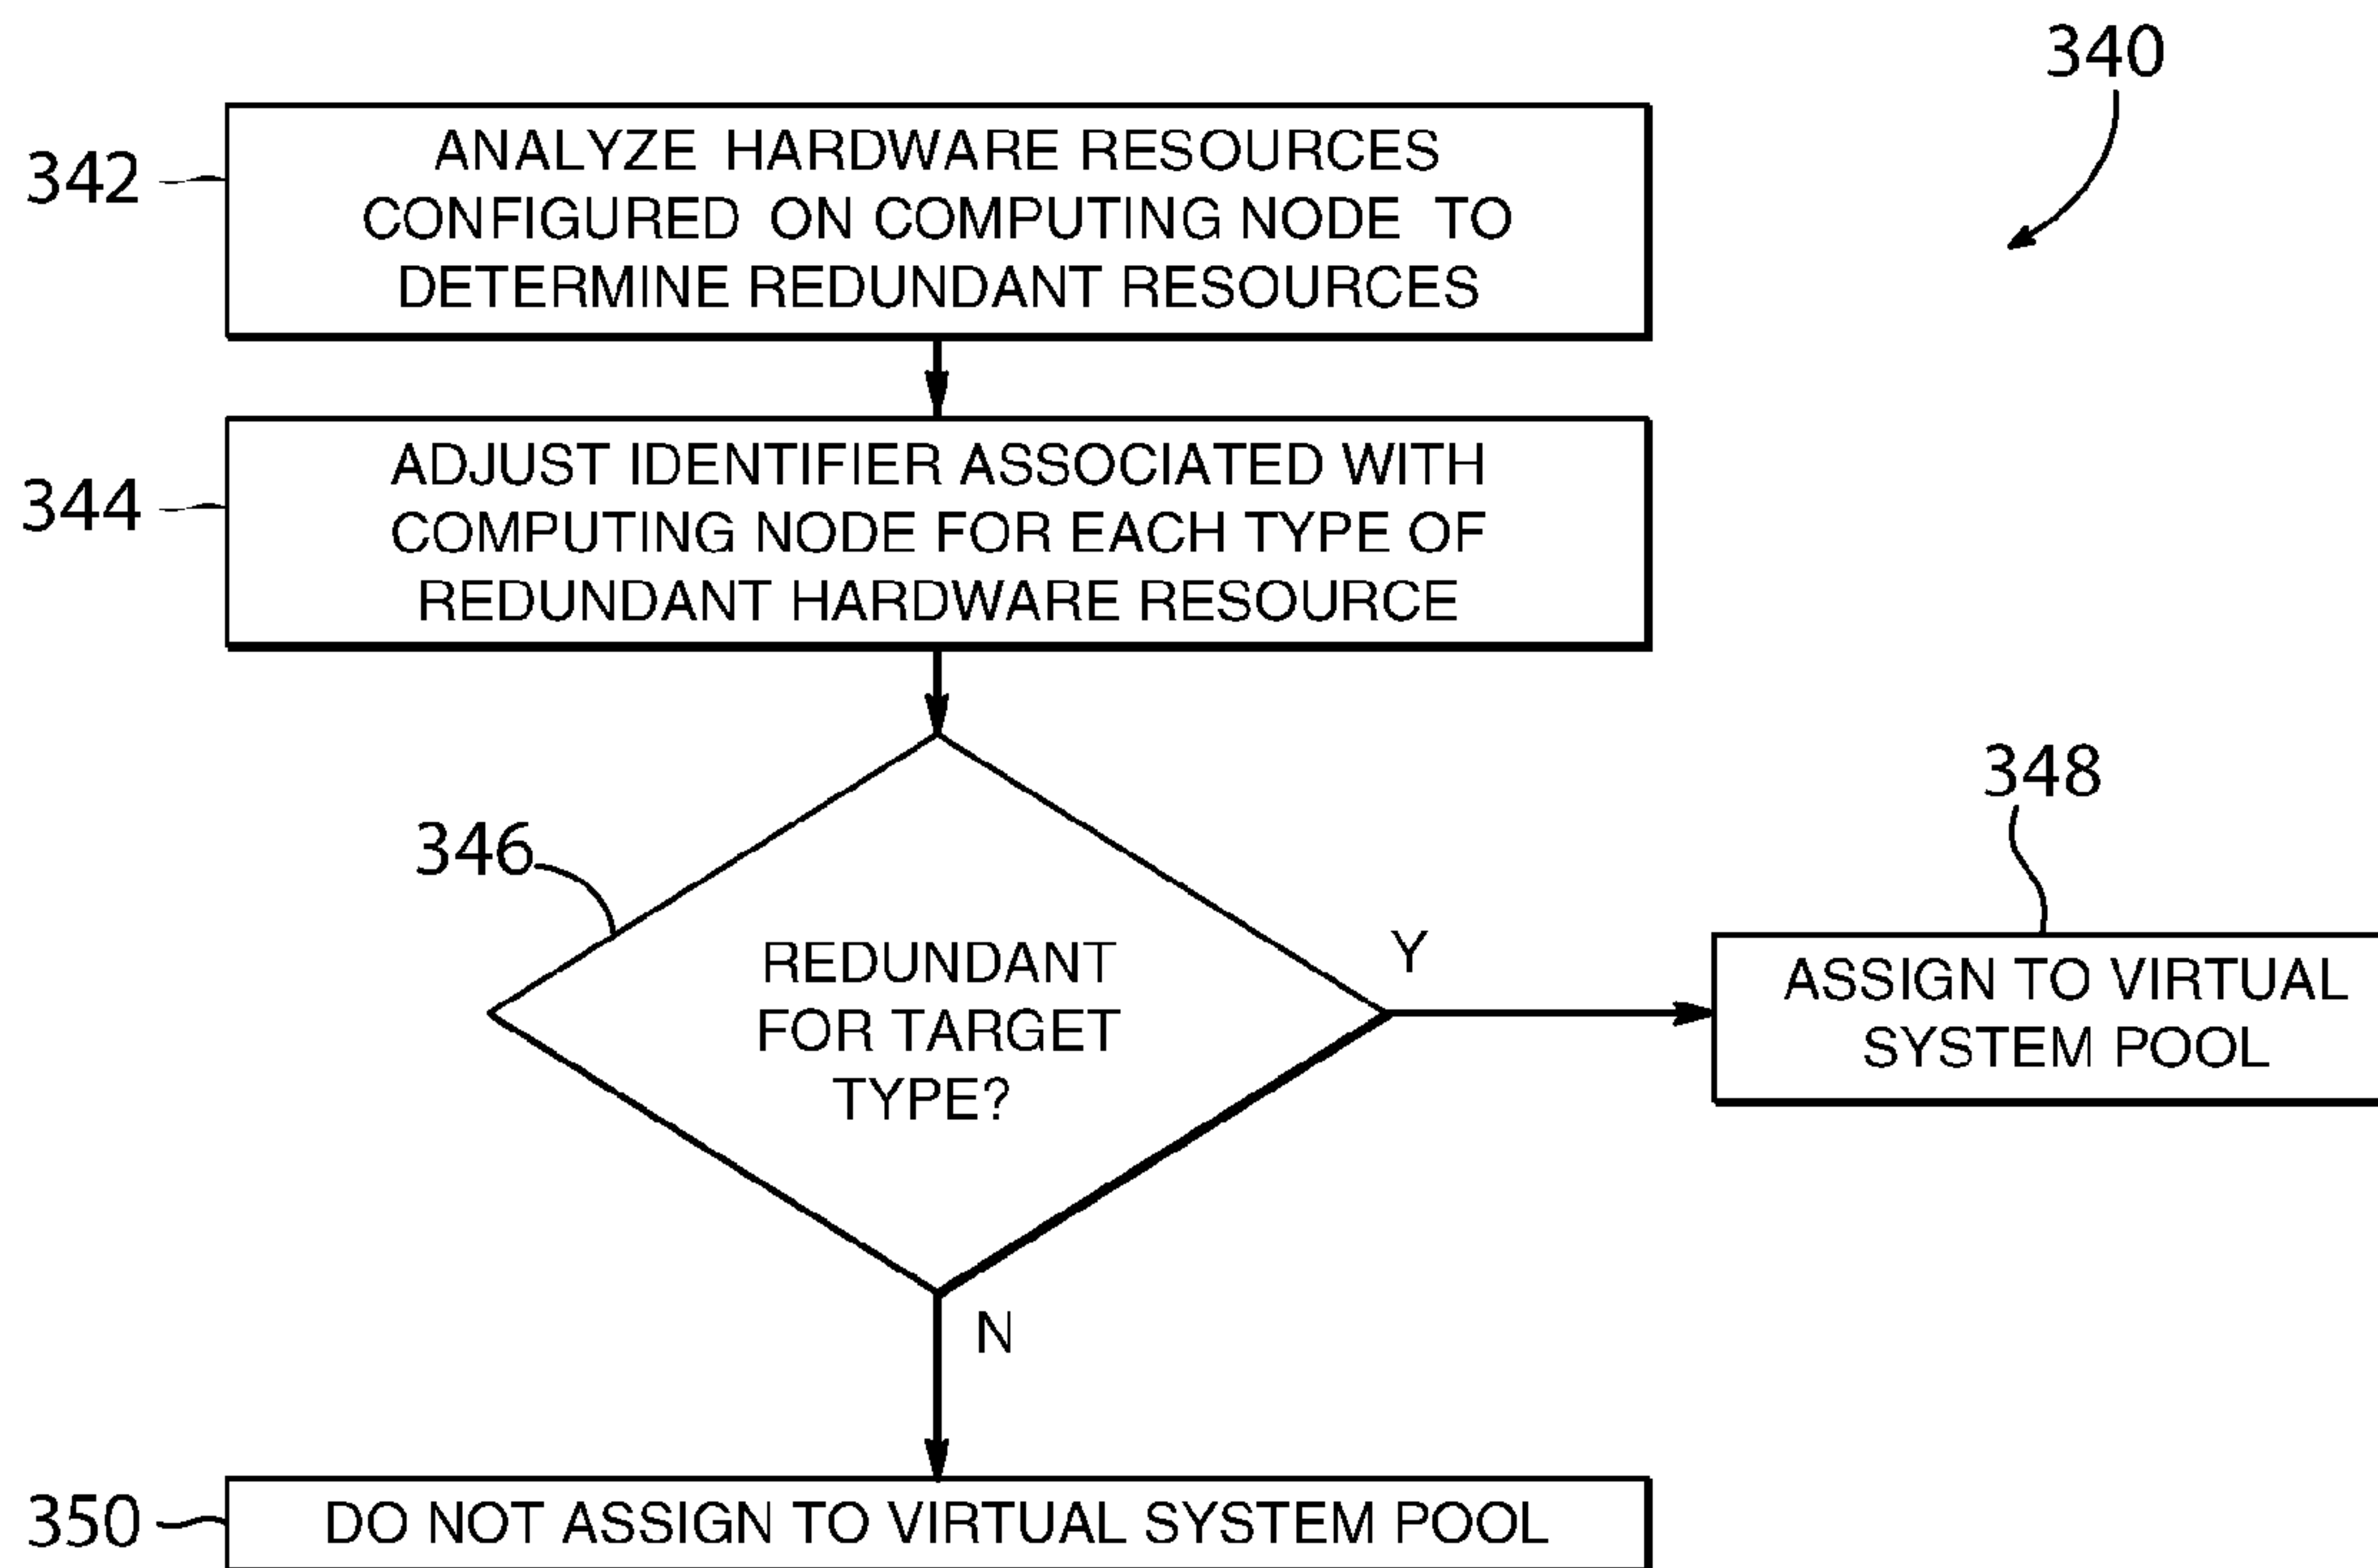 340
342
ANALYZE HARDWARE RESOURCES
CONFIGURED ON COMPUTING NODE TO
DETERMINE REDUNDANT RESOURCES
344
ADJUST IDENTIFIER ASSOCIATED WITH
COMPUTING NODE FOR EACH TYPE OF
REDUNDANT HARDWARE RESOURCE
346
REDUNDANT
FOR TARGET
TYPE?
Y
348
ASSIGN TO VIRTUAL
SYSTEM POOL
N
350
DO NOT ASSIGN TO VIRTUAL SYSTEM POOL